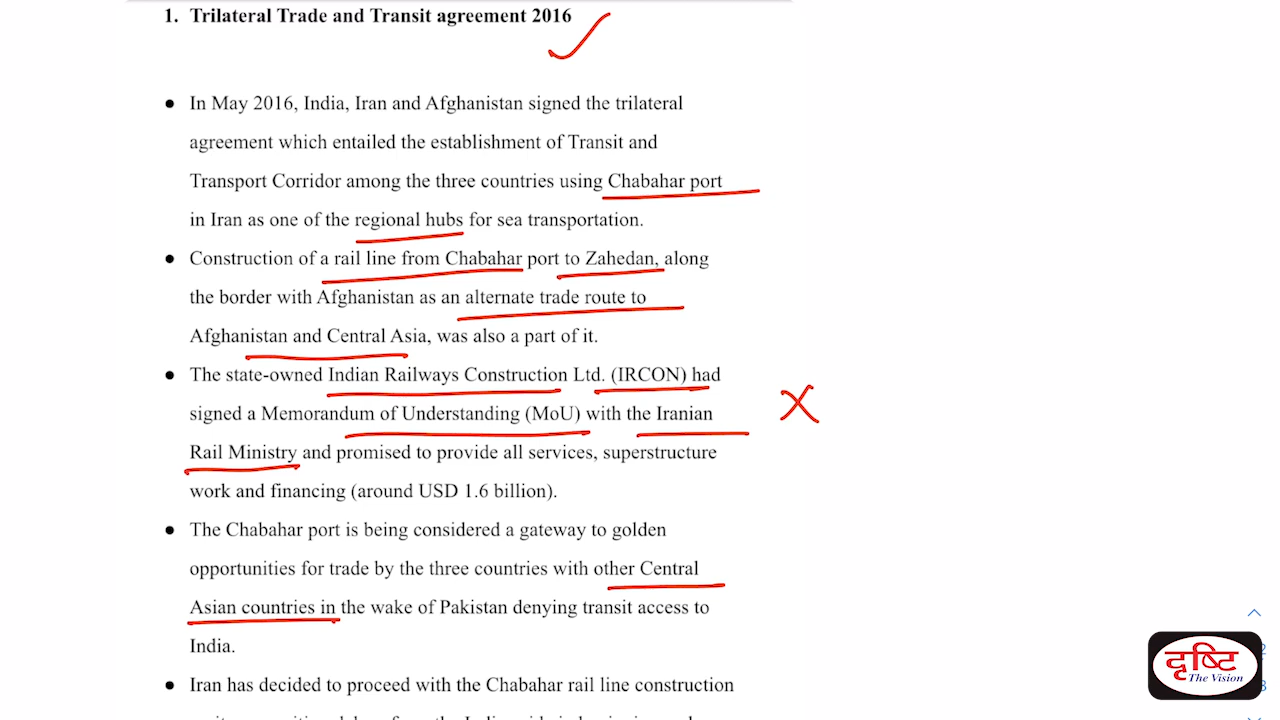 1. Trilateral Trade and Transit agreement 2016
● In May 2016, India, Iran and Afghanistan signed the trilateral
agreement which entailed the establishment of Transit and
Transport Corridor among the three countries using Chabahar port
in Iran as one of the regional hubs for sea transportation.
● Construction of a rail line from Chabahar port to Zahedan, along
the border with Afghanistan as an alternate trade route to
Afghanistan and Central Asia, was also a part of it.
● The state-owned Indian Railways Construction Ltd. (IRCON) had
signed a Memorandum of Understanding (MoU) with the Iranian
Rail Ministry and promised to provide all services, superstructure
work and financing (around USD 1.6 billion).
● The Chabahar port is being considered a gateway to golden
opportunities for trade by the three countries with other Central
Asian countries in the wake of Pakistan denying transit access to
India.
● Iran has decided to proceed with the Chabahar rail line construction
दृष्टि
The Vision